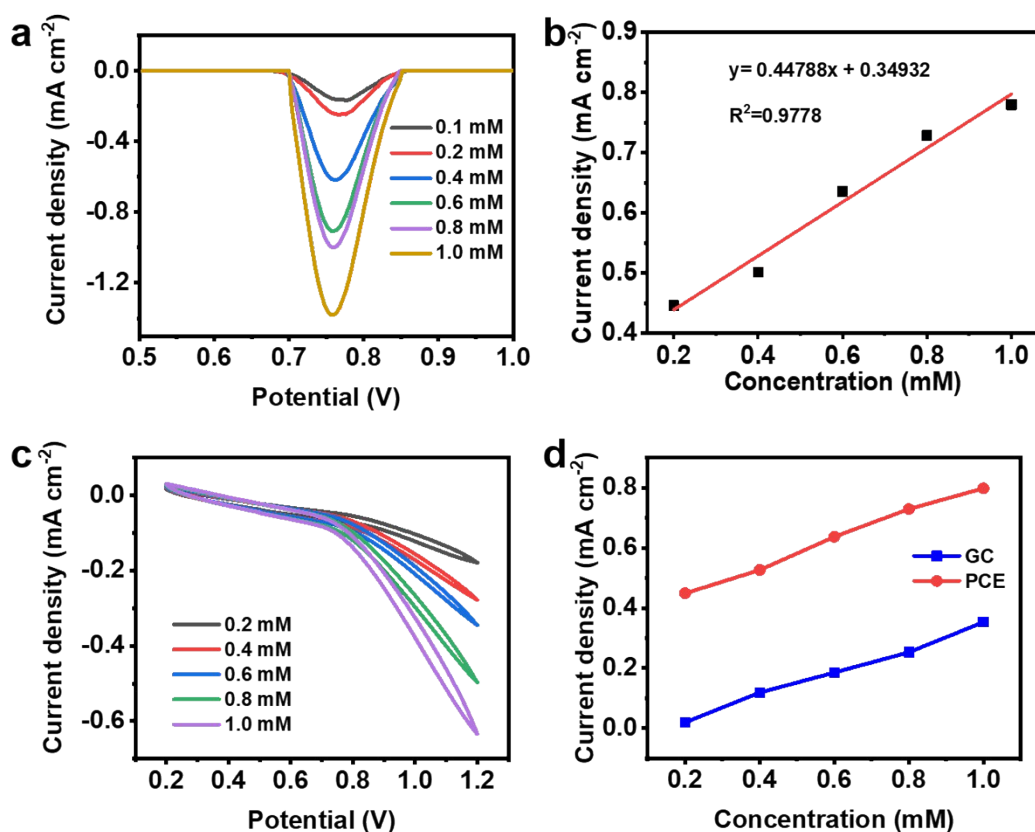 a
0.0
-0.4
-0.8
-1.2
Current density (mA cm-2)
0.1 mM
0.2 mM
0.4 mM
0.6 mM
0.8 mM
1.0 mM
0.5 0.6 0.7 0.8 0.9 1.0
Potential (V)
b
0.9
0.8
0.7
0.6
0.5
0.4
Current density (mA cm-2)
y= 0.44788x + 0.34932
R2=0.9778
0.2 0.4 0.6 0.8 1.0
Concentration (mM)
c
0.0
-0.2
-0.4
-0.6
Current density (mA cm-2)
0.2 mM
0.4 mM
0.6 mM
0.8 mM
1.0 mM
0.2 0.4 0.6 0.8 1.0 1.2
Potential (V)
d
0.8
0.6
0.4
0.2
0.0
Current density (mA cm-2)
GC
PCE
0.2 0.4 0.6 0.8 1.0
Concentration (mM)